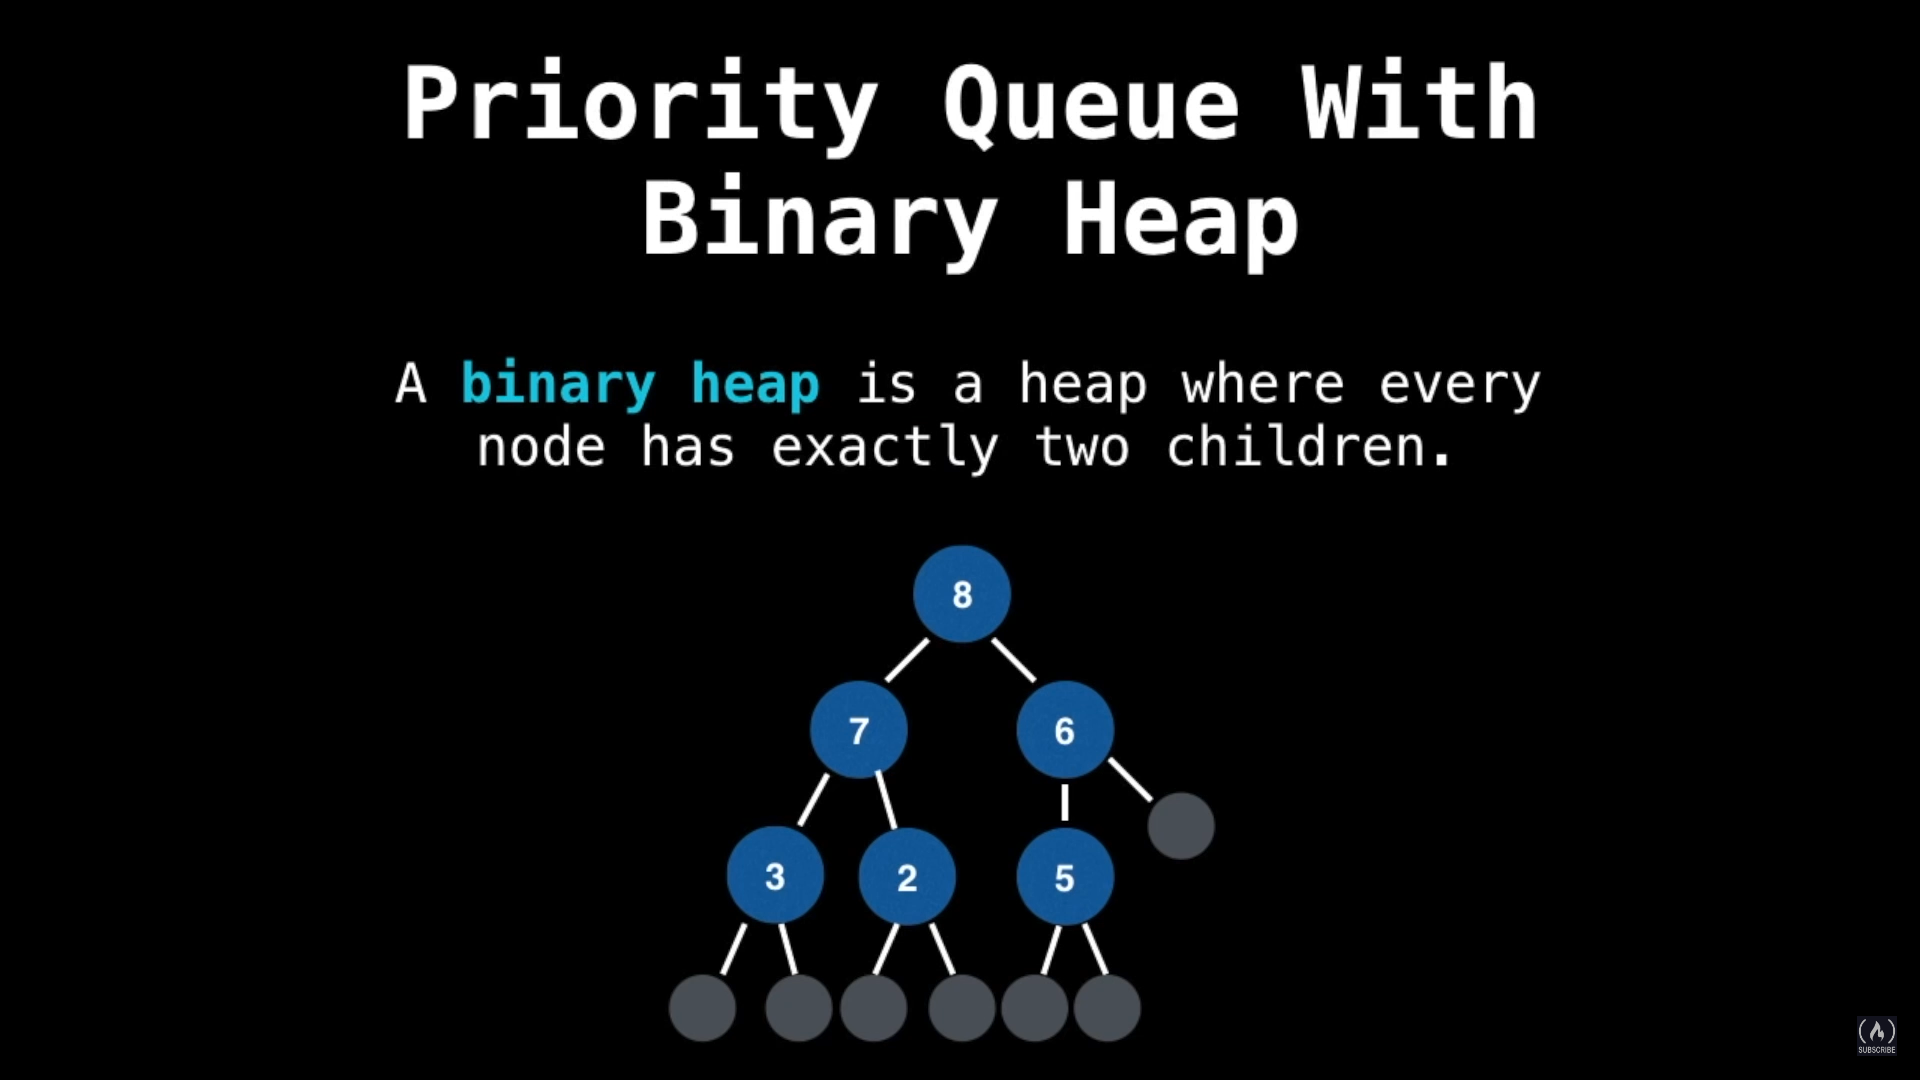 Priority Queue With
Binary Heap
A binary heap is a heap where every
node has exactly two children.
8
7
6
3
2
5
SUBSCRIBE